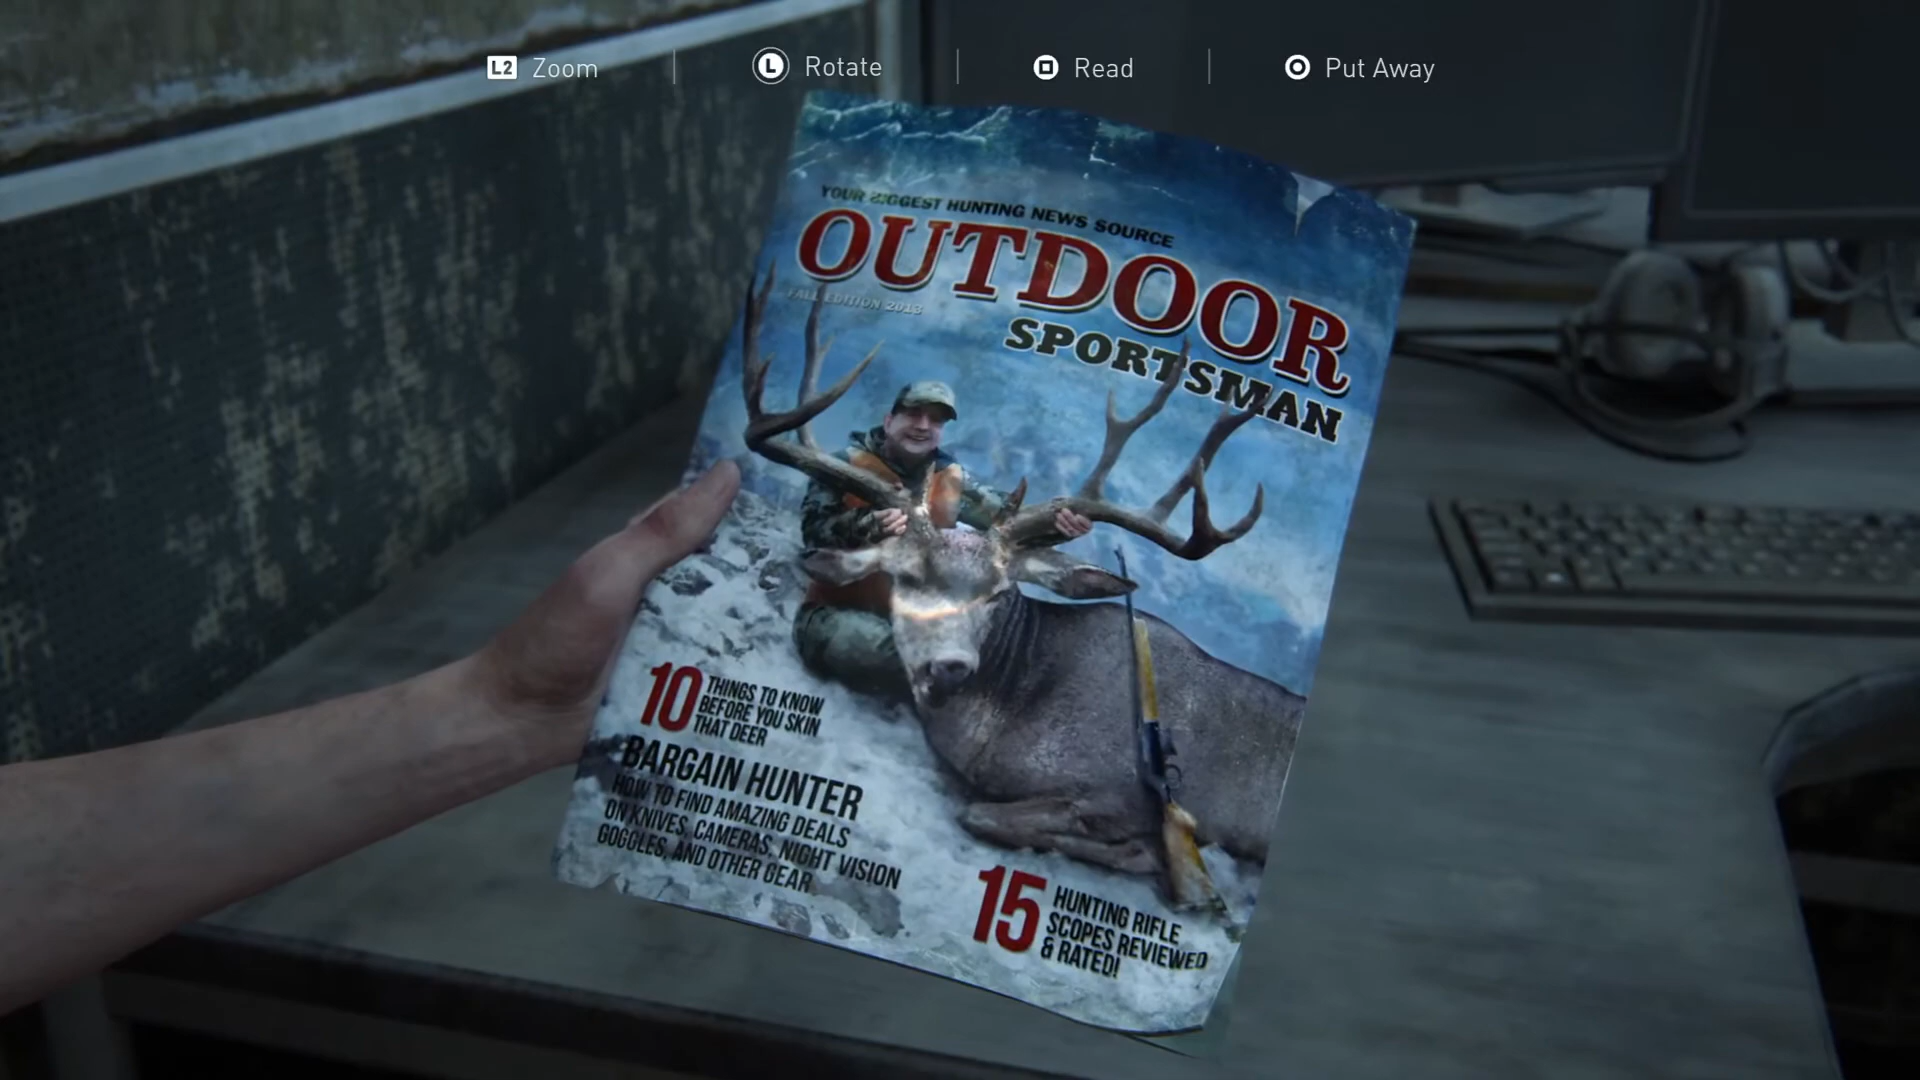 L2 Zoom
L Rotate
Read
Put Away
YOUR BIGGEST HUNTING NEWS SOURCE
OUTDOOR
FALL EDITION 2013
SPORTSMAN
10 THINGS TO KNOW
BEFORE YOU SKIN
THAT DEER
BARGAIN HUNTER
HOW TO FIND AMAZING DEALS
ON KNIVES, CAMERAS, NIGHT VISION
GOGGLES, AND OTHER GEAR
15 HUNTING RIFLE
SCOPES REVIEWED
& RATED!